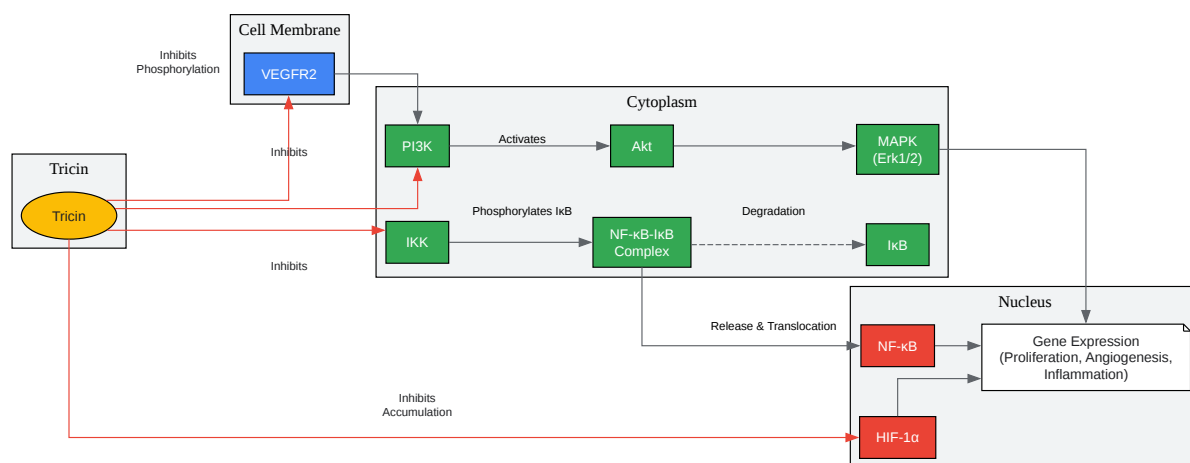 Cell Membrane
VEGFR2
Inhibits
Phosphorylation
Cytoplasm
PI3K
Activates
Akt
MAPK
(Erk1/2)
Inhibits
Tricin
Tricin
IKK
Phosphorylates IκB
NF-κB-IκB
Complex
Degradation
IκB
Inhibits
Nucleus
Release & Translocation
NF-κB
Gene Expression
(Proliferation, Angiogenesis,
Inflammation)
Inhibits
Accumulation
HIF-1α